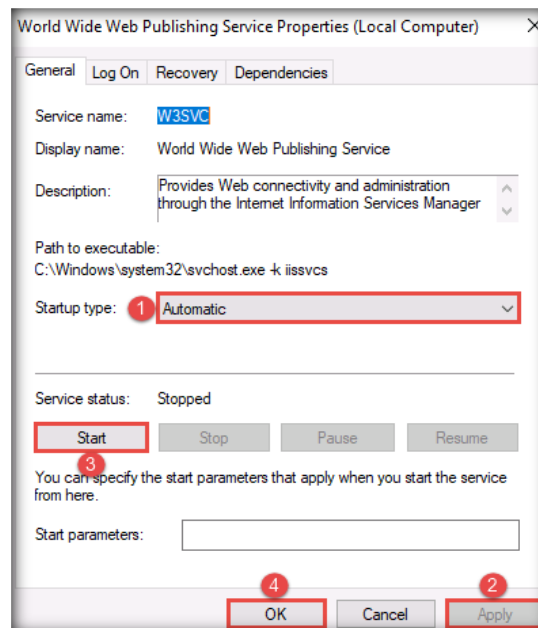 World Wide Web Publishing Service Properties (Local Computer)
General Log On Recovery Dependencies
Service name: W3SVC
Display name: World Wide Web Publishing Service
Description: Provides Web connectivity and administration
through the Internet Information Services Manager
Path to executable:
C:\Windows\system32\svchost.exe -k iissvcs
Startup type: 1 Automatic
Service status: Stopped
Start Stop Pause Resume
3
You can specify the start parameters that apply when you start the service
from here.
Start parameters:
4 2
OK Cancel Apply